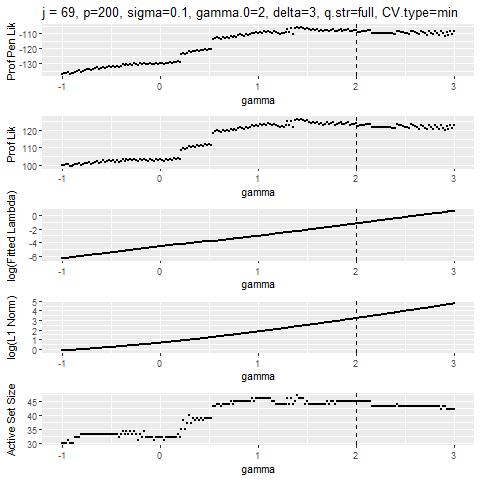 j = 69, p=200, sigma=0.1, gamma.0=2, delta=3, q.str=full, CV.type=min
Prof Pen Lik
-110
-120
-130
-1 0 1 2 3
gamma
Prof Lik
120
110
100
-1 0 1 2 3
gamma
log(Fitted Lambda)
0
-2
-4
-6
-1 0 1 2 3
gamma
log(L1 Norm)
5
4
3
2
1
0
-1 0 1 2 3
gamma
Active Set Size
45
40
35
30
-1 0 1 2 3
gamma